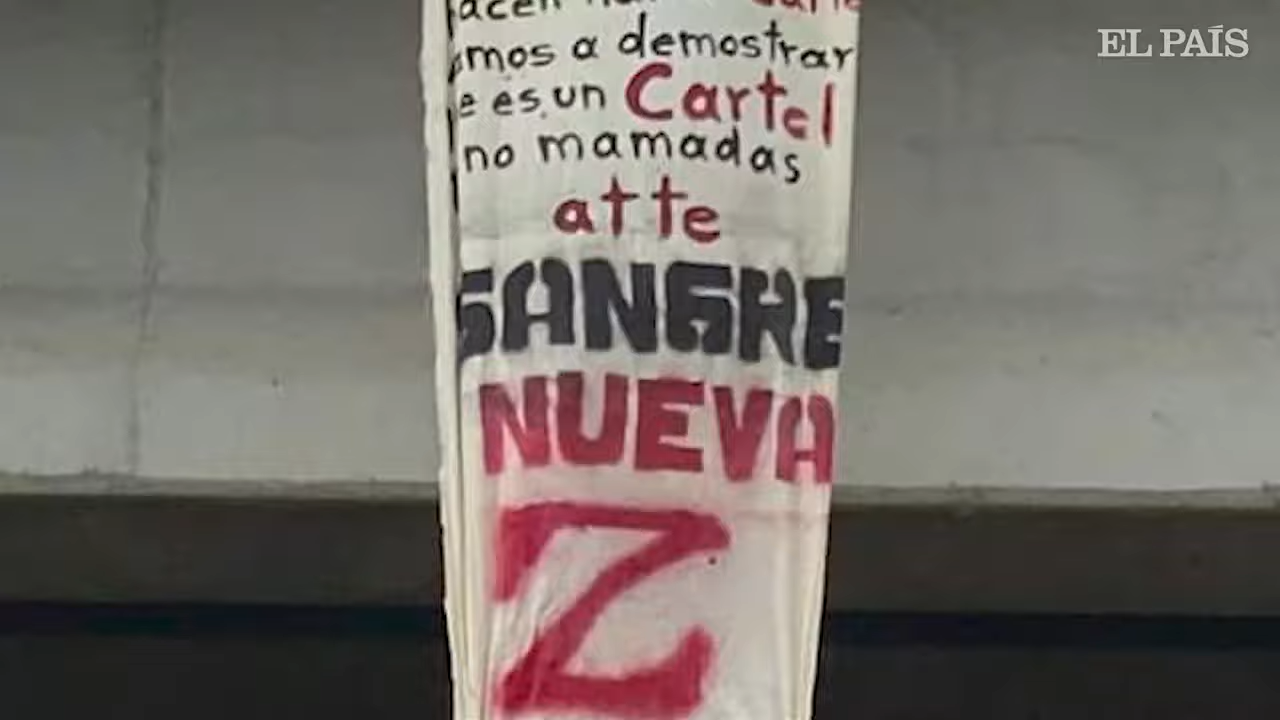 EL PAÍS
amos a demostrar
e es un Cartel
no mamadas
atte
SANGRE
NUEVA
Z